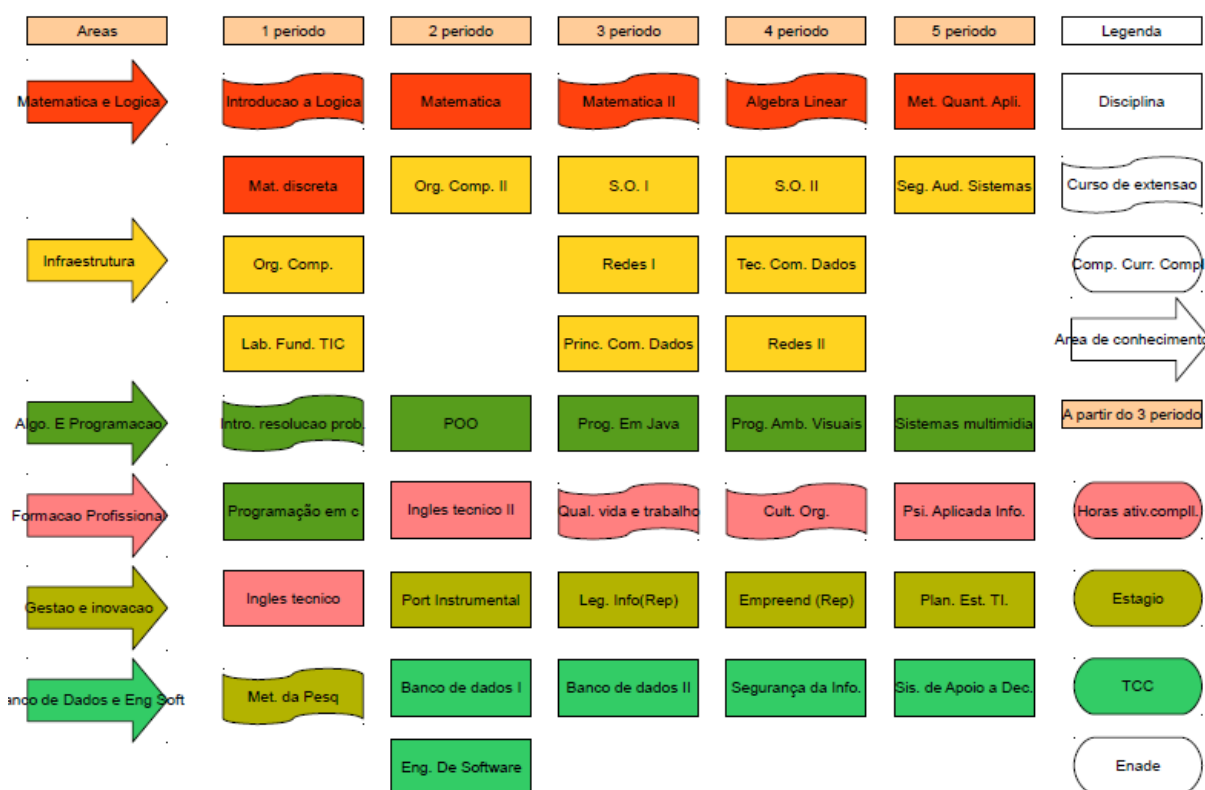 Areas
1 periodo
2 periodo
3 periodo
4 periodo
5 periodo
Legenda
Matematica e Logica
Introducao a Logica
Matematica
Matematica II
Algebra Linear
Met. Quant. Apli.
Disciplina
Mat. discreta
Org. Comp. II
S.O. I
S.O. II
Seg. Aud. Sistemas
Curso de extensao
Infraestrutura
Org. Comp.
Redes I
Tec. Com. Dados
Comp. Curr. Compl
Lab. Fund. TIC
Princ. Com. Dados
Redes II
Area de conhecimento
Algo. E Programacao
Intro. resolucao prob.
POO
Prog. Em Java
Prog. Amb. Visuais
Sistemas multimidia
A partir do 3 periodo
Formacao Profissional
Programação em c
Ingles tecnico II
Qual. vida e trabalho
Cult. Org.
Psi. Aplicada Info.
Horas ativ.compll.
Gestao e inovacao
Ingles tecnico
Port Instrumental
Leg. Info(Rep)
Empreend (Rep)
Plan. Est. TI.
Estagio
anco de Dados e Eng Soft
Met. da Pesq
Banco de dados I
Banco de dados II
Segurança da Info.
Sis. de Apoio a Dec.
TCC
Eng. De Software
Enade